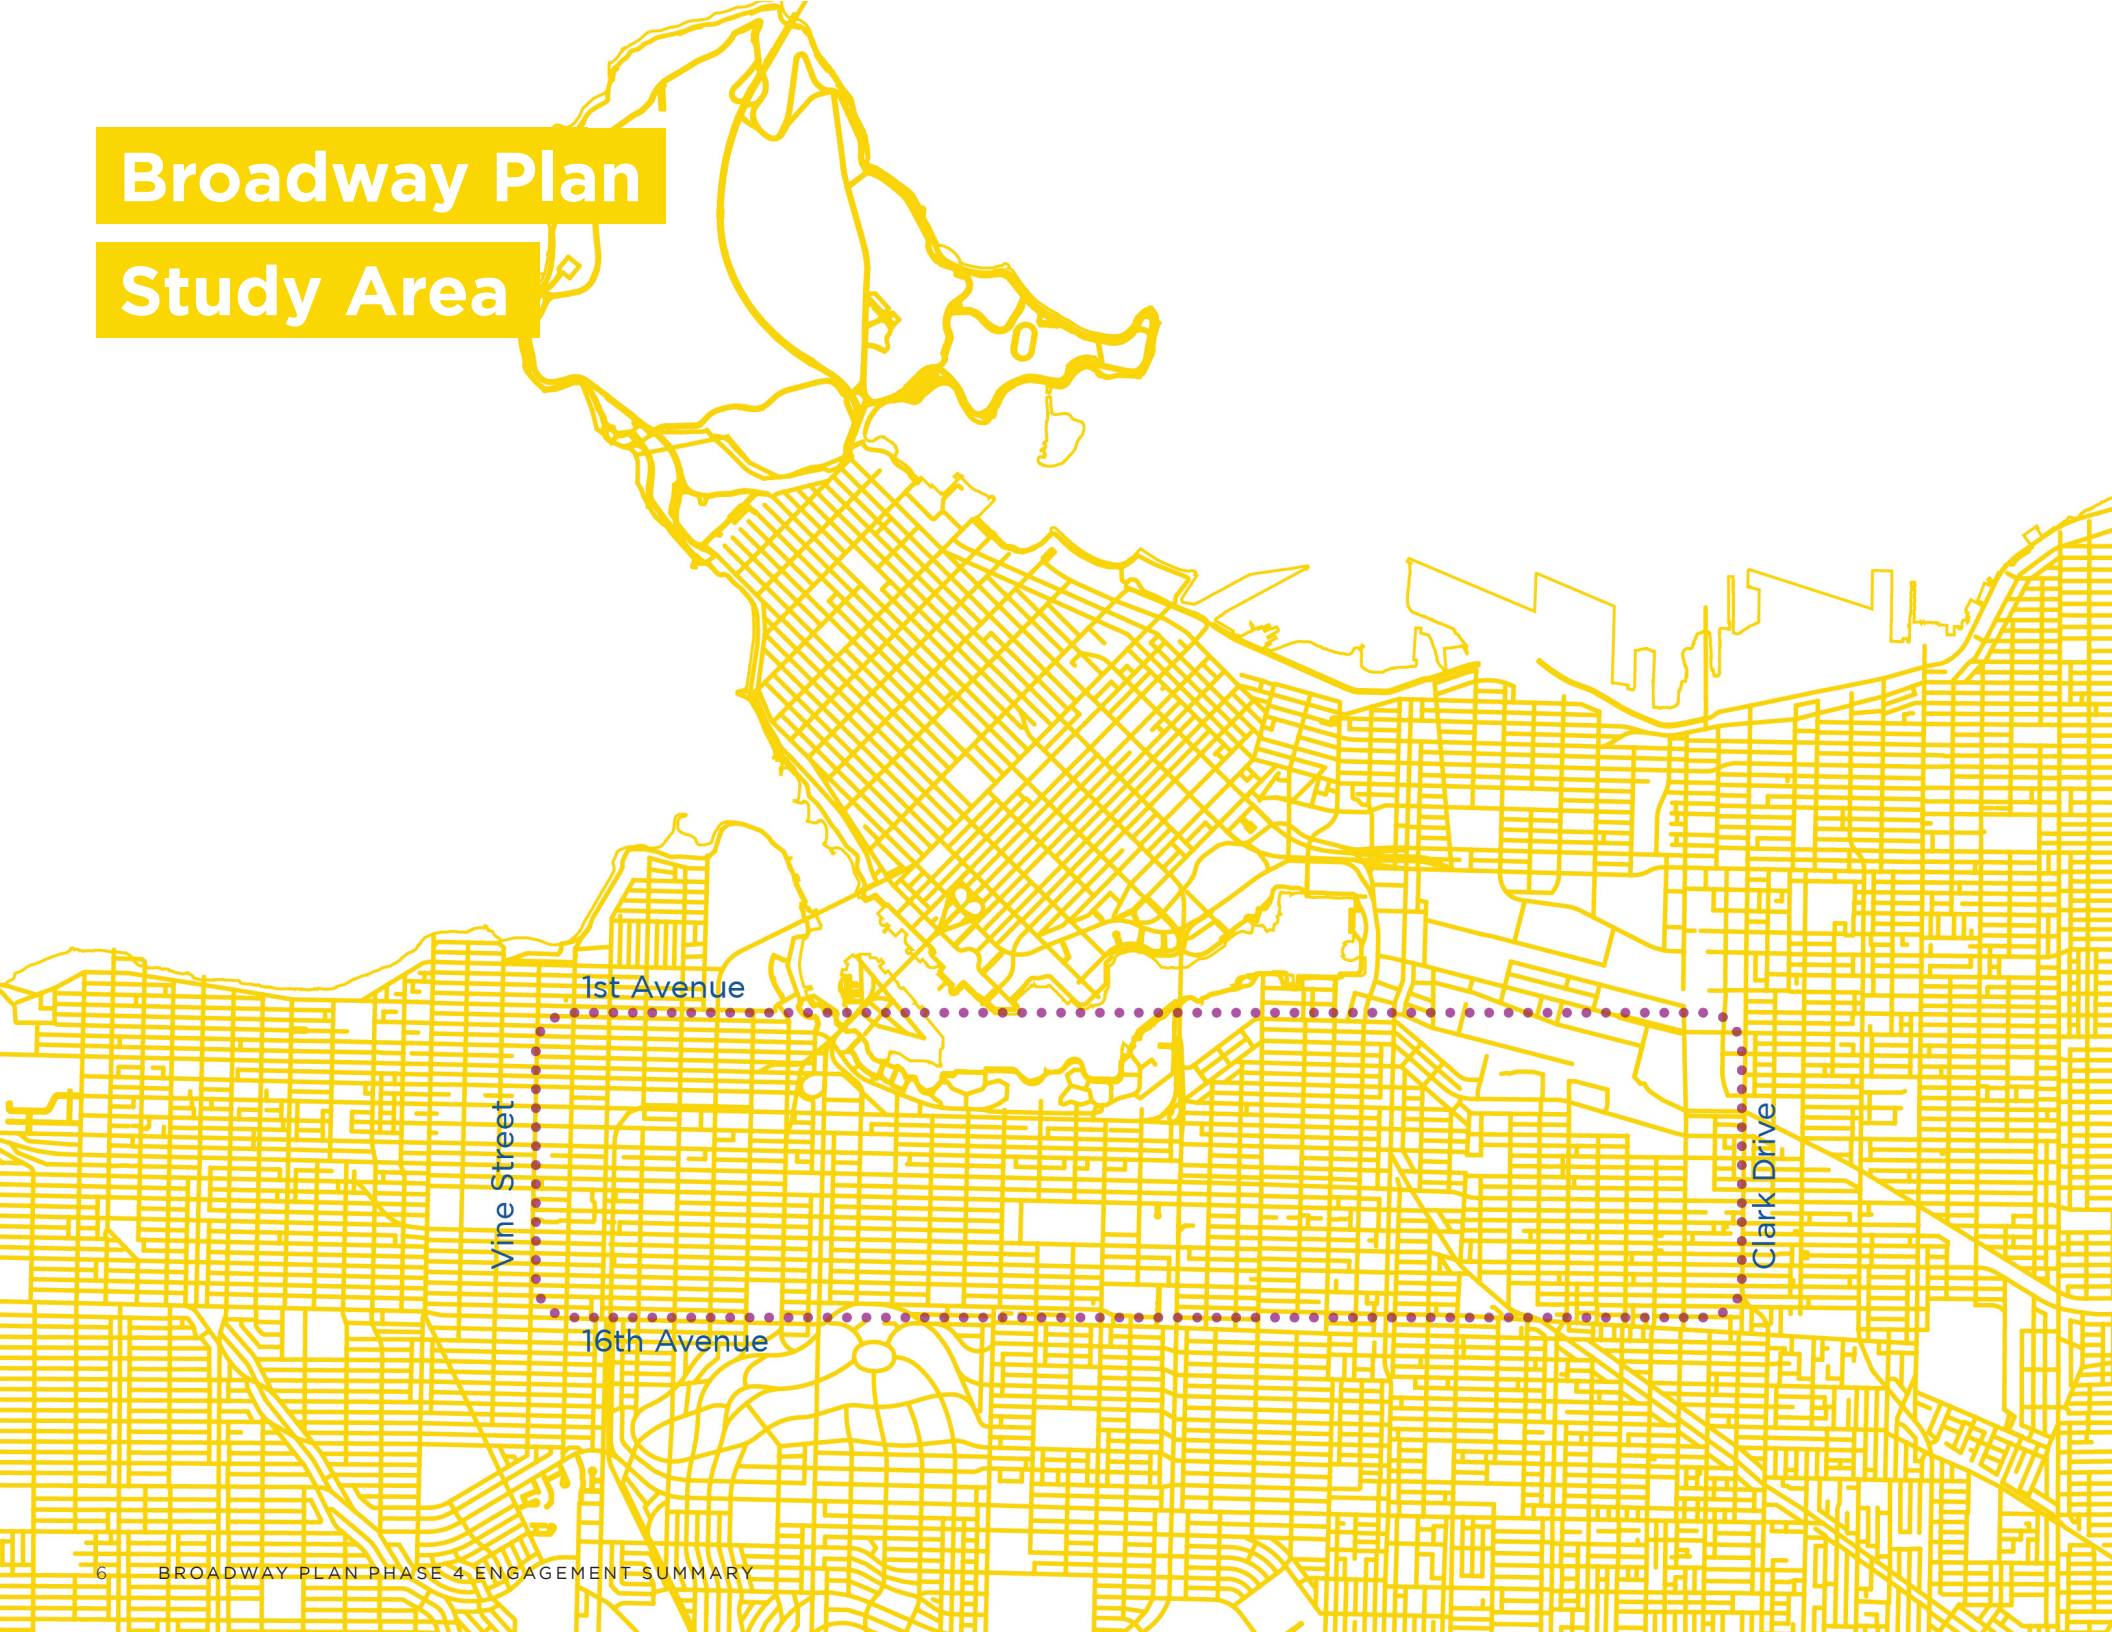 Broadway Plan
Study Area
1st Avenue
Vine Street
Clark Drive
16th Avenue
6 BROADWAY PLAN PHASE 4 ENGAGEMENT SUMMARY